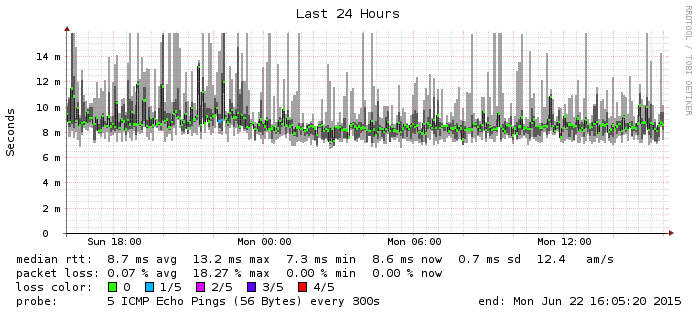 Last 24 Hours
RRDTOOL / TOBI OETIKER
Seconds
14 m
12 m
10 m
8 m
6 m
4 m
2 m
0
Sun 18:00 Mon 00:00 Mon 06:00 Mon 12:00
median rtt: 8.7 ms avg 13.2 ms max 7.3 ms min 8.6 ms now 0.7 ms sd 12.4 am/s
packet loss: 0.07 % avg 18.27 % max 0.00 % min 0.00 % now
loss color: 0 1/5 2/5 3/5 4/5
probe: 5 ICMP Echo Pings (56 Bytes) every 300s end: Mon Jun 22 16:05:20 2015